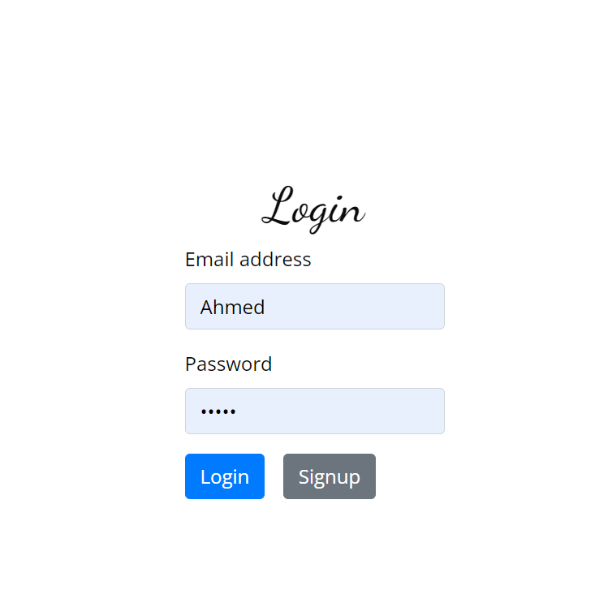 Login
Email address
Ahmed
Password
•••••
Login Signup